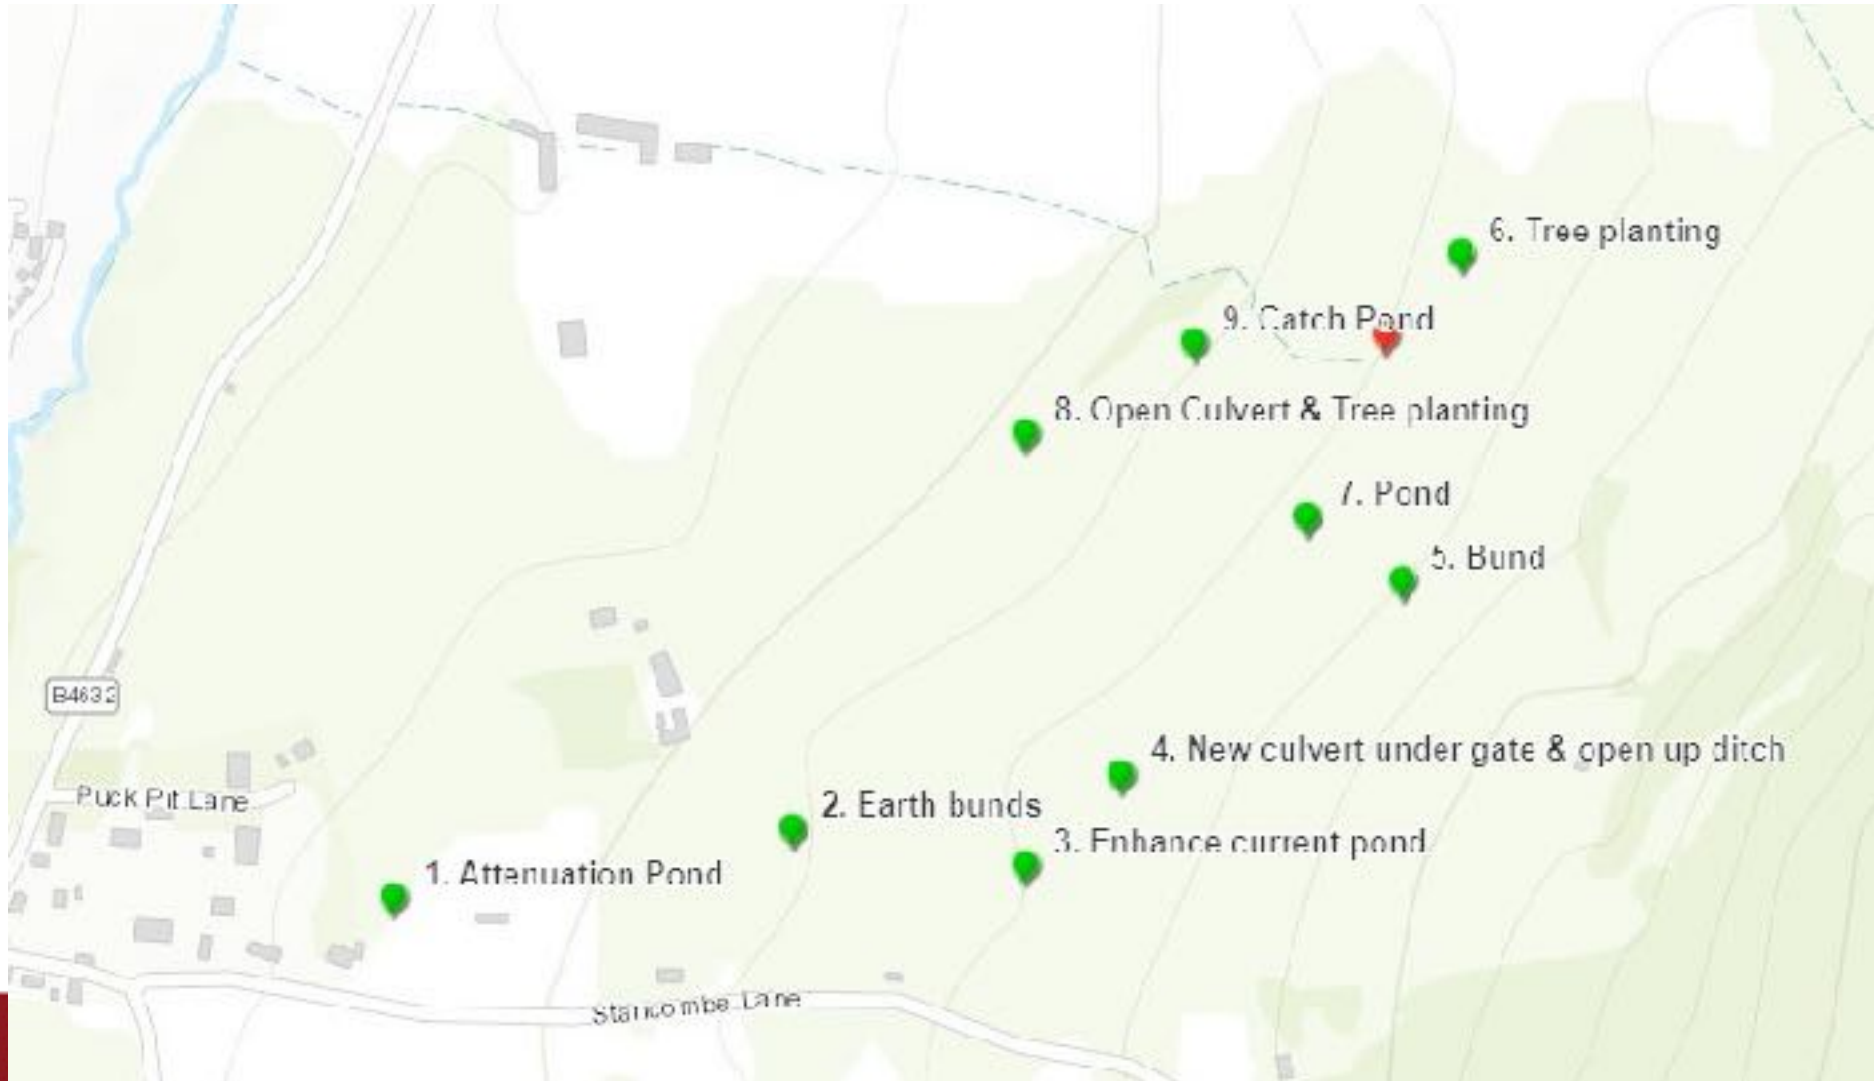 6. Tree planting
9. Catch Pond
8. Open Culvert & Tree planting
7. Pond
5. Bund
B4632
4. New culvert under gate & open up ditch
Puck Pit Lane
2. Earth bunds
3. Enhance current pond
1. Attenuation Pond
Stancombe Lane